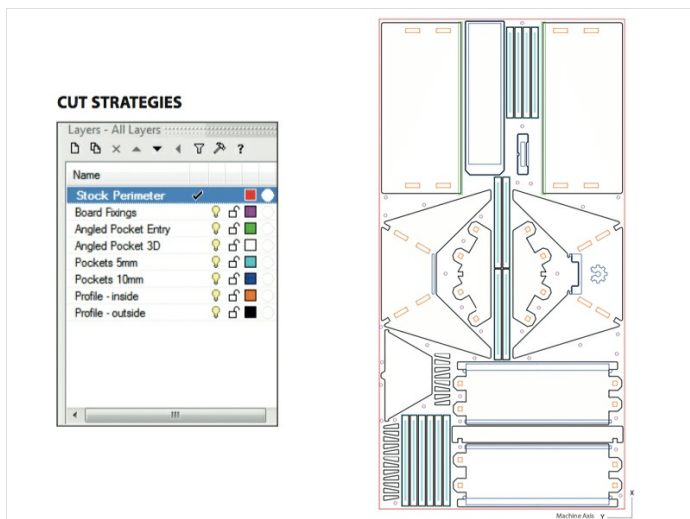 CUT STRATEGIES
Layers - All Layers
?
Name
Stock Perimeter
Board Fixings
Angled Pocket Entry
Angled Pocket 3D
Pockets 5mm
Pockets 10mm
Profile - inside
Profile - outside
X
Machine Axis Y